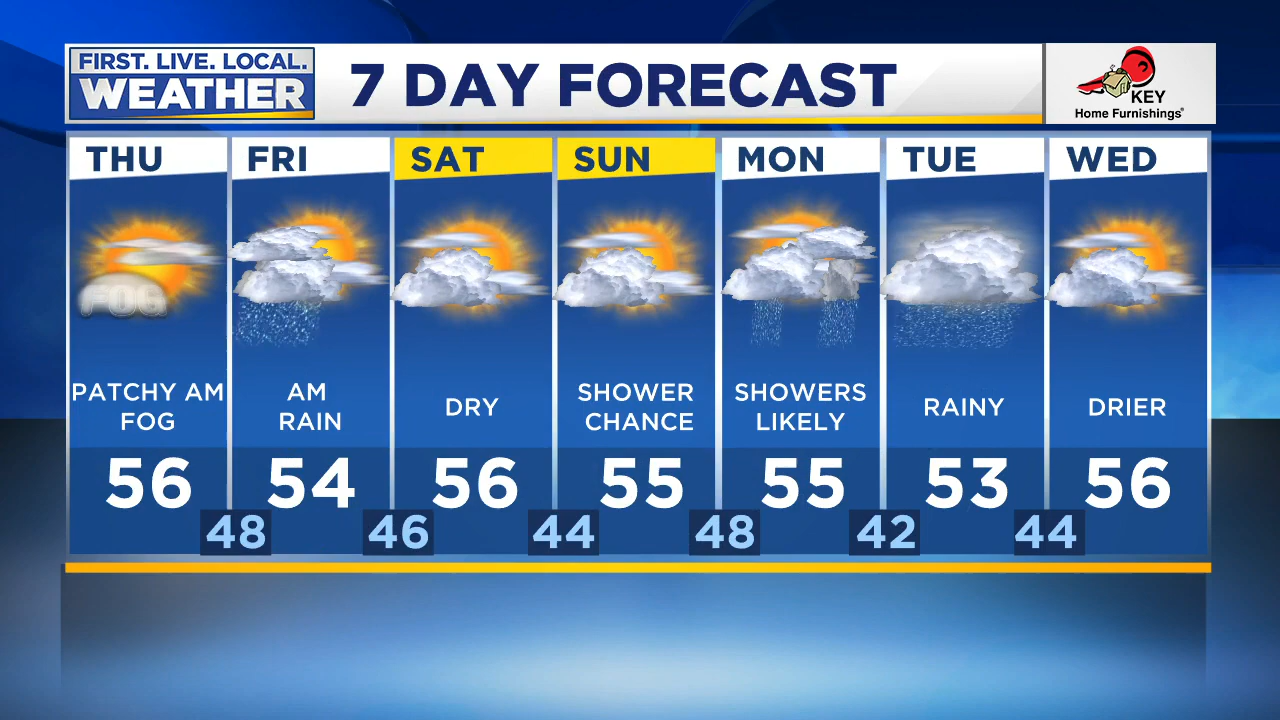 FIRST. LIVE. LOCAL.
WEATHER
7 DAY FORECAST
KEY
Home Furnishings®
THU
FRI
SAT
SUN
MON
TUE
WED
FOG
PATCHY AM
FOG
AM
RAIN
DRY
SHOWER
CHANCE
SHOWERS
LIKELY
RAINY
DRIER
56
54
56
55
55
53
56
48
46
44
48
42
44